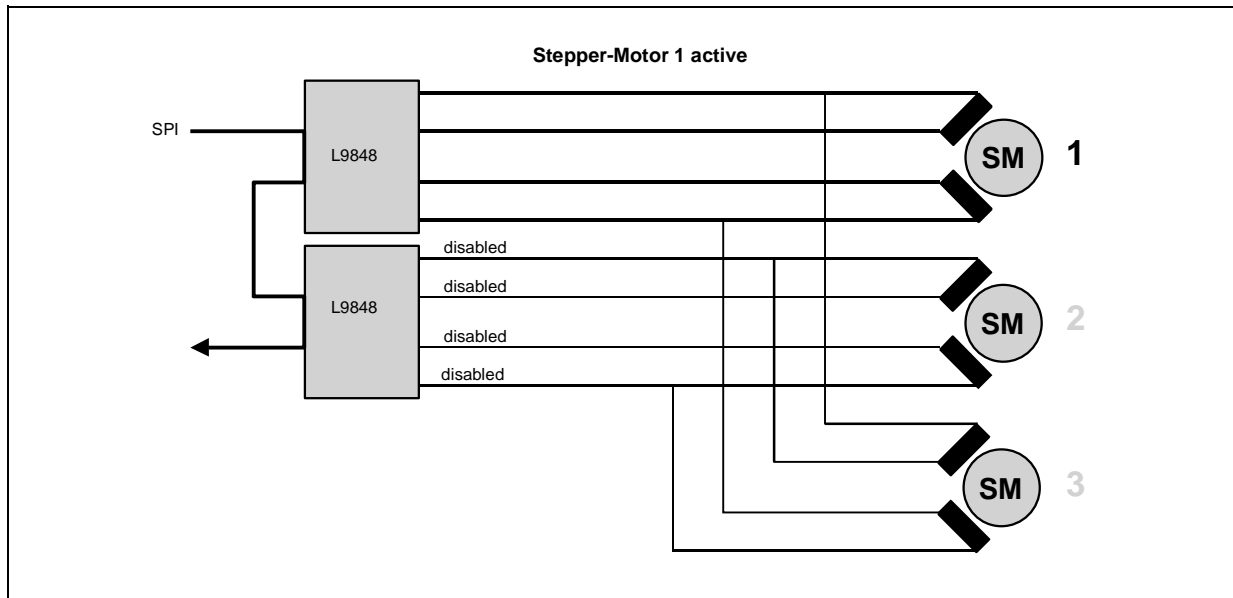 Stepper-Motor 1 active
SPI
L9848
SM
1
disabled
disabled
L9848
SM
2
disabled
disabled
SM
3